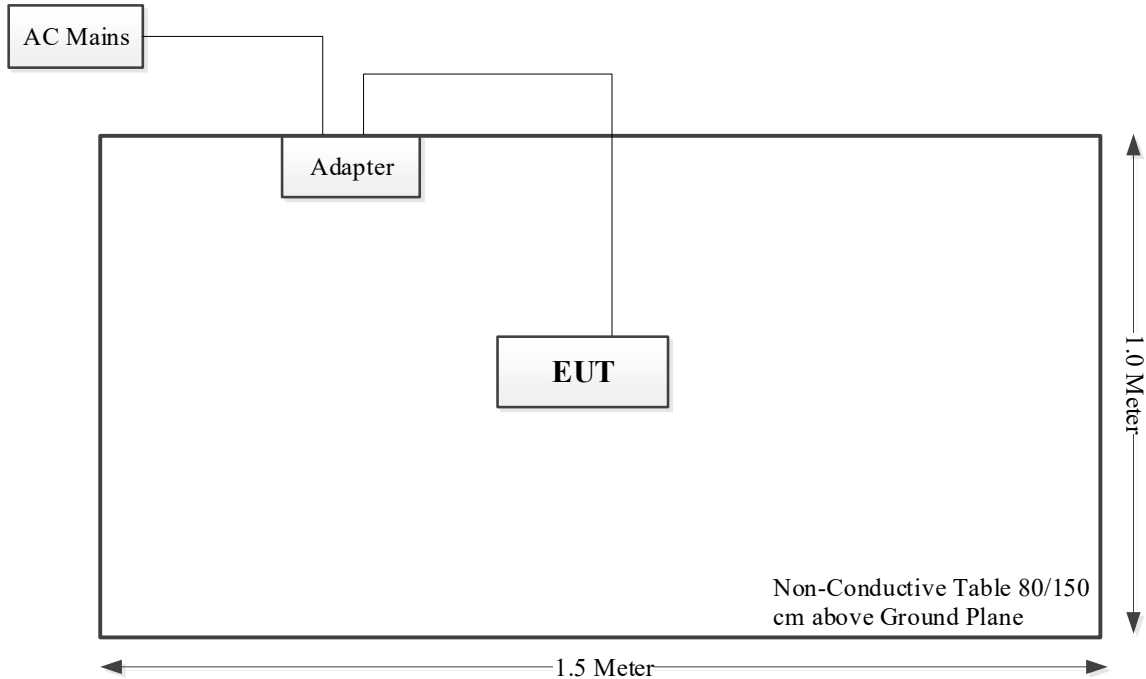 AC Mains
Adapter
EUT
1.0 Meter
Non-Conductive Table 80/150
cm above Ground Plane
1.5 Meter